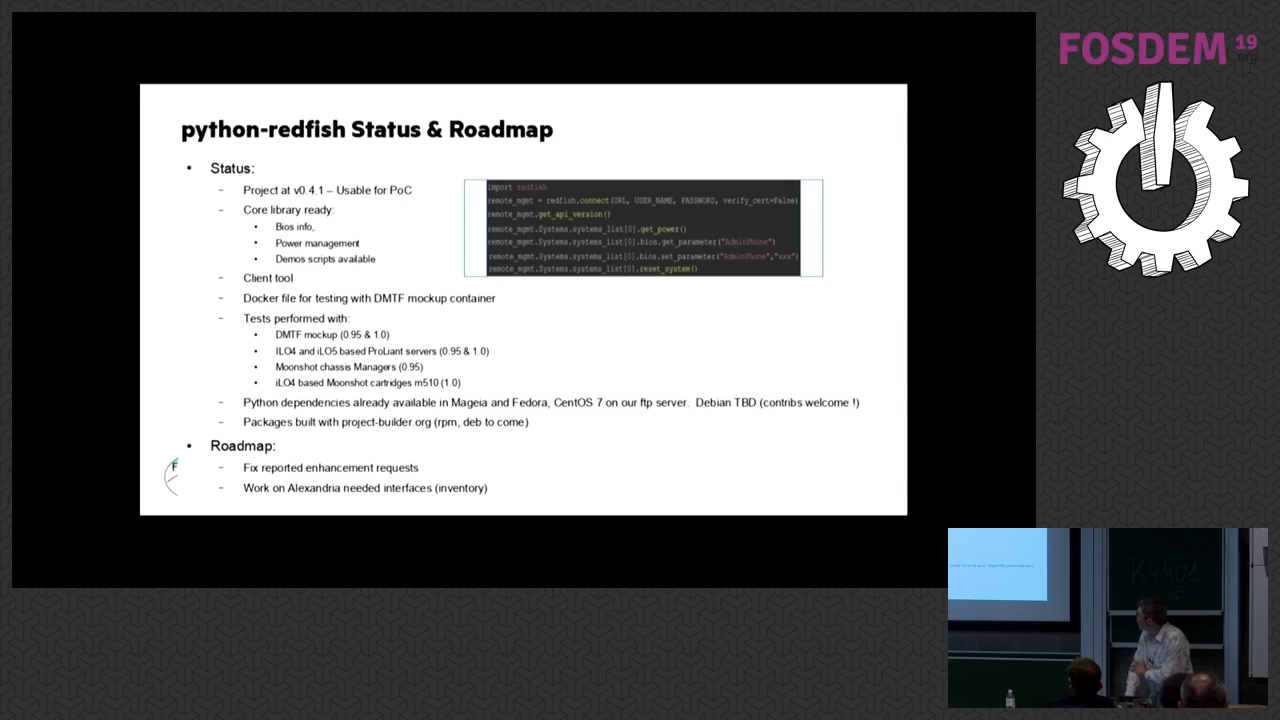 FOSDEM 19
.org
python-redfish Status & Roadmap
• Status:
– Project at v0.4.1 – Usable for PoC
– Core library ready:
• Bios info,
• Power management
• Demos scripts available
– Client tool
– Docker file for testing with DMTF mockup container
– Tests performed with:
• DMTF mockup (0.95 & 1.0)
• ILO4 and iLO5 based ProLiant servers (0.95 & 1.0)
• Moonshot chassis Managers (0.95)
• iLO4 based Moonshot cartridges m510 (1.0)
– Python dependencies already available in Mageia and Fedora, CentOS 7 on our ftp server. Debian TBD (contribs welcome !)
– Packages built with project-builder.org (rpm, deb to come)
• Roadmap:
– Fix reported enhancement requests
– Work on Alexandria needed interfaces (inventory)
import redfish
remote_mgmt = redfish.connect(URL, USER_NAME, PASSWORD, verify_cert=False)
remote_mgmt.get_api_version()
remote_mgmt.Systems.systems_list[0].get_power()
remote_mgmt.Systems.systems_list[0].bios.get_parameter("AdminPhone")
remote_mgmt.Systems.systems_list[0].bios.set_parameter("AdminPhone","xxx")
remote_mgmt.Systems.systems_list[0].reset_system()
F
K4401